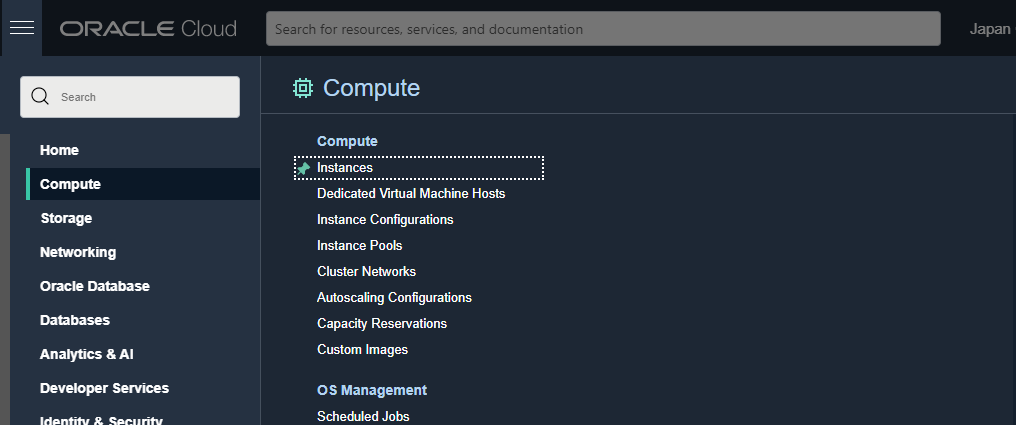 ORACLE Cloud
Search for resources, services, and documentation
Japan
Search
Home
Compute
Storage
Networking
Oracle Database
Databases
Analytics & AI
Developer Services
Identity & Security
Compute
Compute
Instances
Dedicated Virtual Machine Hosts
Instance Configurations
Instance Pools
Cluster Networks
Autoscaling Configurations
Capacity Reservations
Custom Images
OS Management
Scheduled Jobs